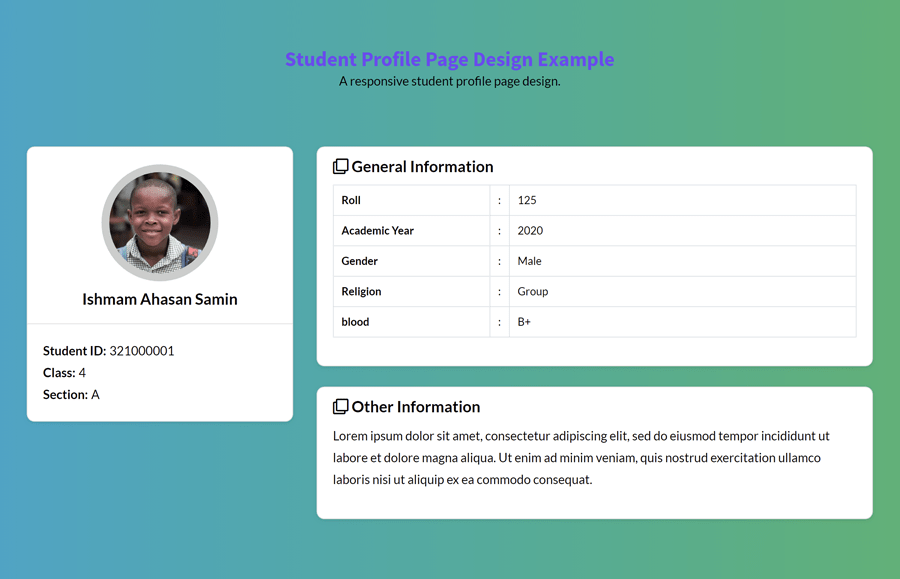 Student Profile Page Design Example
A responsive student profile page design.
Ishmam Ahasan Samin
Student ID: 321000001
Class: 4
Section: A
General Information
Roll : 125
Academic Year : 2020
Gender : Male
Religion : Group
blood : B+
Other Information
Lorem ipsum dolor sit amet, consectetur adipiscing elit, sed do eiusmod tempor incididunt ut
labore et dolore magna aliqua. Ut enim ad minim veniam, quis nostrud exercitation ullamco
laboris nisi ut aliquip ex ea commodo consequat.